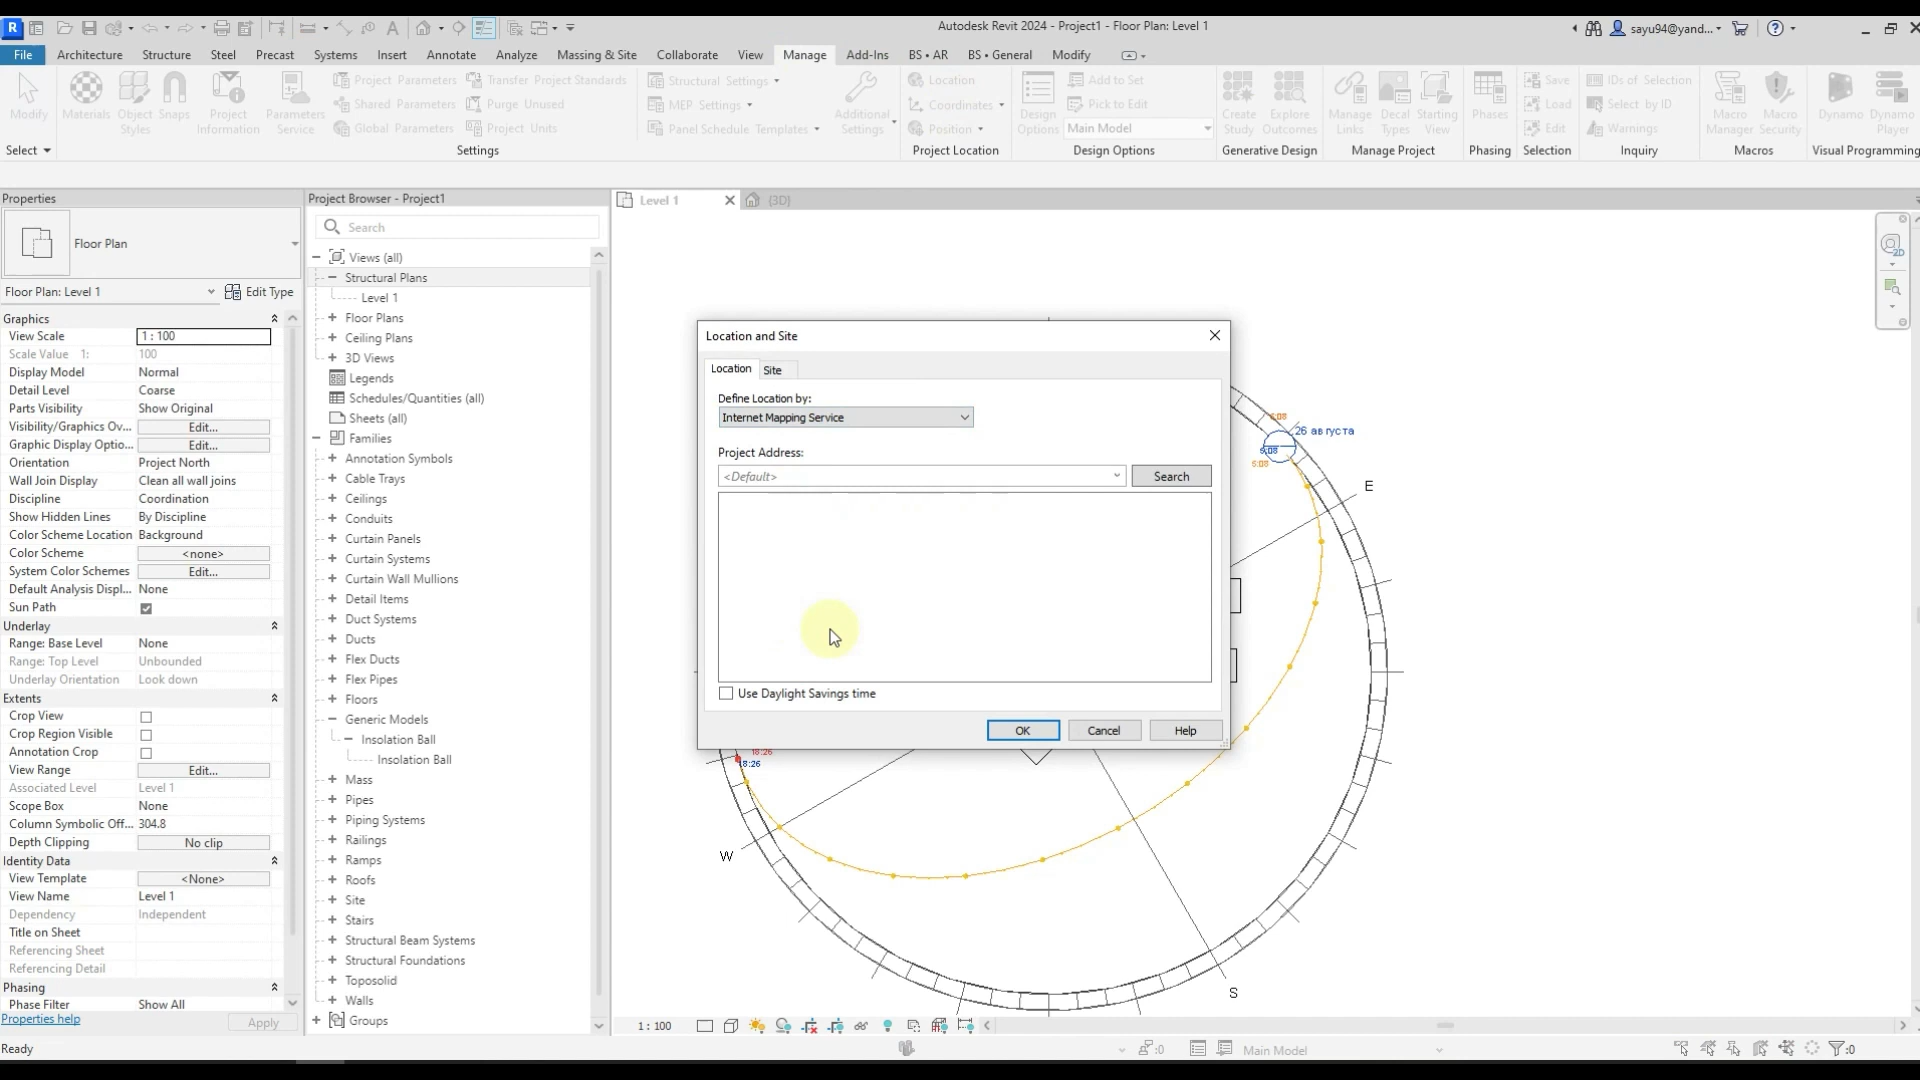 Autodesk Revit 2024 - Project1 - Floor Plan: Level 1
sayu94@yand...
File Architecture Structure Steel Precast Systems Insert Annotate Analyze Massing & Site Collaborate View Manage Add-Ins BS • AR BS • General Modify
Modify
Materials
Object Styles
Snaps
Project Information
Parameters Service
Project Parameters
Shared Parameters
Global Parameters
Transfer Project Standards
Purge Unused
Project Units
Structural Settings
MEP Settings
Panel Schedule Templates
Additional Settings
Location
Coordinates
Position
Design Options
Add to Set
Pick to Edit
Main Model
Create Study
Explore Outcomes
Manage Links
Decal Types
Starting View
Phases
Save
Load
Edit
IDs of Selection
Select by ID
Warnings
Macro Manager
Macro Security
Dynamo
Dynamo Player
Select
Settings
Project Location
Design Options
Generative Design
Manage Project
Phasing
Selection
Inquiry
Macros
Visual Programming
Properties
Floor Plan
Floor Plan: Level 1
Edit Type
Graphics
View Scale 1 : 100
Scale Value 1: 100
Display Model Normal
Detail Level Coarse
Parts Visibility Show Original
Visibility/Graphics Ov... Edit...
Graphic Display Optio... Edit...
Orientation Project North
Wall Join Display Clean all wall joins
Discipline Coordination
Show Hidden Lines By Discipline
Color Scheme Location Background
Color Scheme <none>
System Color Schemes Edit...
Default Analysis Displ... None
Sun Path
Underlay
Range: Base Level None
Range: Top Level Unbounded
Underlay Orientation Look down
Extents
Crop View
Crop Region Visible
Annotation Crop
View Range Edit...
Associated Level Level 1
Scope Box None
Column Symbolic Off... 304.8
Depth Clipping No clip
Identity Data
View Template <None>
View Name Level 1
Dependency Independent
Title on Sheet
Referencing Sheet
Referencing Detail
Phasing
Phase Filter Show All
Properties help
Apply
Project Browser - Project1
Search
Views (all)
Structural Plans
Level 1
Floor Plans
Ceiling Plans
3D Views
Legends
Schedules/Quantities (all)
Sheets (all)
Families
Annotation Symbols
Cable Trays
Ceilings
Conduits
Curtain Panels
Curtain Systems
Curtain Wall Mullions
Detail Items
Duct Systems
Ducts
Flex Ducts
Flex Pipes
Floors
Generic Models
Insolation Ball
Insolation Ball
Mass
Pipes
Piping Systems
Railings
Ramps
Roofs
Site
Stairs
Structural Beam Systems
Structural Foundations
Toposolid
Walls
Groups
Level 1
{3D}
2D
Location and Site
Location
Site
Define Location by:
Internet Mapping Service
Project Address:
<Default>
Search
Use Daylight Savings time
OK
Cancel
Help
26 августа
5:08
E
18:26
18:26
W
S
1 : 100
Ready
:0
Main Model
:0